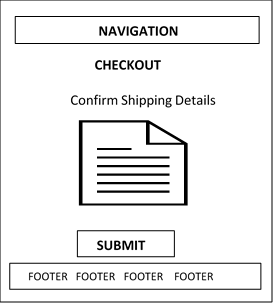 NAVIGATION
CHECKOUT
Confirm Shipping Details
SUBMIT
FOOTER FOOTER FOOTER FOOTER